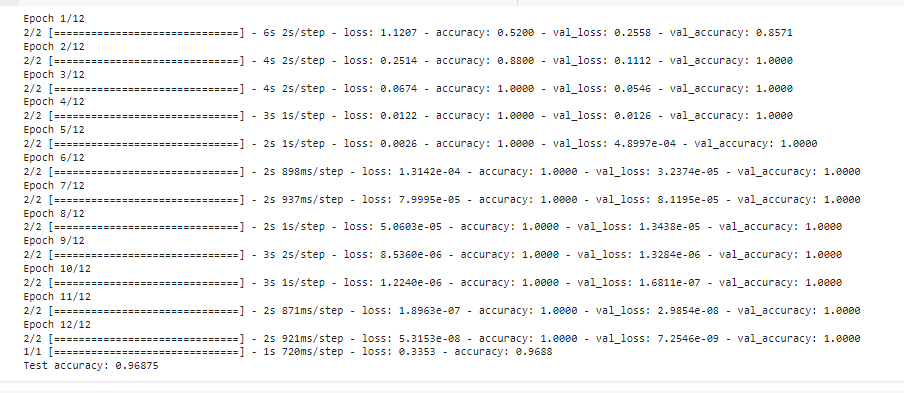 Epoch 1/12
2/2 [==============================] - 6s 2s/step - loss: 1.1207 - accuracy: 0.5200 - val_loss: 0.2558 - val_accuracy: 0.8571
Epoch 2/12
2/2 [==============================] - 4s 2s/step - loss: 0.2514 - accuracy: 0.8800 - val_loss: 0.1112 - val_accuracy: 1.0000
Epoch 3/12
2/2 [==============================] - 4s 2s/step - loss: 0.0674 - accuracy: 1.0000 - val_loss: 0.0546 - val_accuracy: 1.0000
Epoch 4/12
2/2 [==============================] - 3s 1s/step - loss: 0.0122 - accuracy: 1.0000 - val_loss: 0.0126 - val_accuracy: 1.0000
Epoch 5/12
2/2 [==============================] - 2s 1s/step - loss: 0.0026 - accuracy: 1.0000 - val_loss: 4.8997e-04 - val_accuracy: 1.0000
Epoch 6/12
2/2 [==============================] - 2s 898ms/step - loss: 1.3142e-04 - accuracy: 1.0000 - val_loss: 3.2374e-05 - val_accuracy: 1.0000
Epoch 7/12
2/2 [==============================] - 2s 937ms/step - loss: 7.9995e-05 - accuracy: 1.0000 - val_loss: 8.1195e-05 - val_accuracy: 1.0000
Epoch 8/12
2/2 [==============================] - 2s 1s/step - loss: 5.0603e-05 - accuracy: 1.0000 - val_loss: 1.3438e-05 - val_accuracy: 1.0000
Epoch 9/12
2/2 [==============================] - 3s 2s/step - loss: 8.5360e-06 - accuracy: 1.0000 - val_loss: 1.3284e-06 - val_accuracy: 1.0000
Epoch 10/12
2/2 [==============================] - 3s 1s/step - loss: 1.2240e-06 - accuracy: 1.0000 - val_loss: 1.6811e-07 - val_accuracy: 1.0000
Epoch 11/12
2/2 [==============================] - 2s 871ms/step - loss: 1.8963e-07 - accuracy: 1.0000 - val_loss: 2.9854e-08 - val_accuracy: 1.0000
Epoch 12/12
2/2 [==============================] - 2s 921ms/step - loss: 5.3153e-08 - accuracy: 1.0000 - val_loss: 7.2546e-09 - val_accuracy: 1.0000
1/1 [==============================] - 1s 720ms/step - loss: 0.3353 - accuracy: 0.9688
Test accuracy: 0.96875